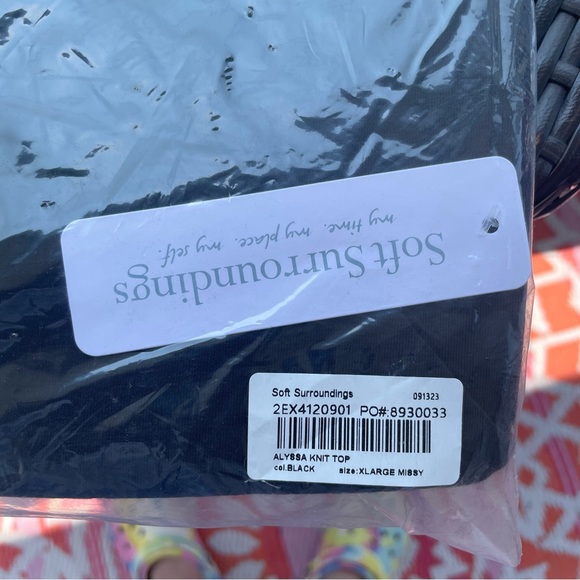 Soft Surroundings
my time. my place. my self.
Soft Surroundings 091323
2EX4120901 PO#:8930033
ALYSSA KNIT TOP
col.BLACK size:XLARGE MISSY